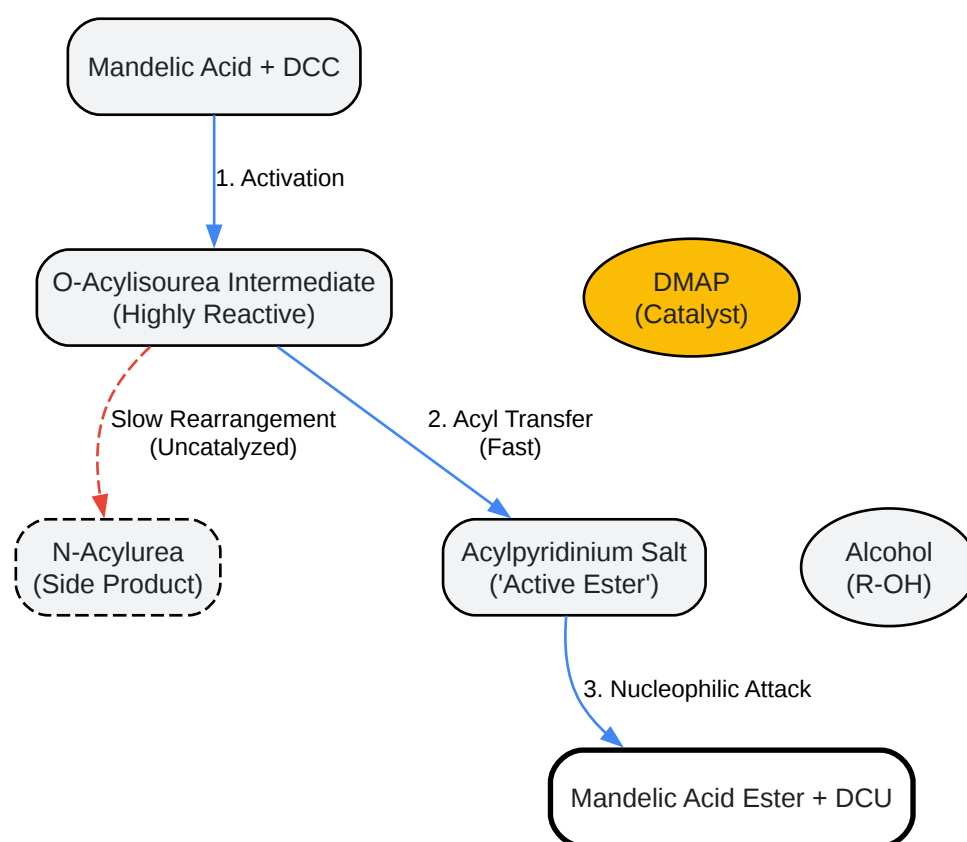 Mandelic Acid + DCC
1. Activation
O-Acylisourea Intermediate
(Highly Reactive)
DMAP
(Catalyst)
Slow Rearrangement
(Uncatalyzed)
2. Acyl Transfer
(Fast)
N-Acylurea
(Side Product)
Acylpyridinium Salt
('Active Ester')
Alcohol
(R-OH)
3. Nucleophilic Attack
Mandelic Acid Ester + DCU